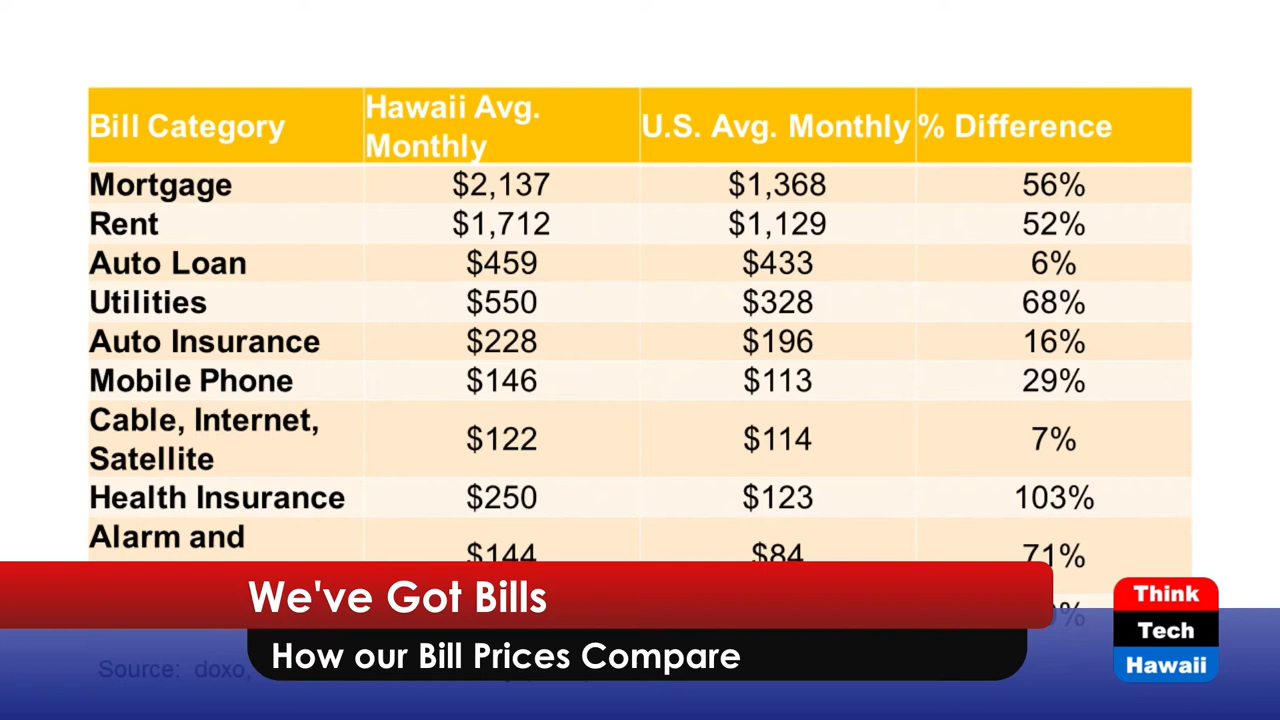 Bill Category Hawaii Avg. Monthly U.S. Avg. Monthly % Difference
Mortgage $2,137 $1,368 56%
Rent $1,712 $1,129 52%
Auto Loan $459 $433 6%
Utilities $550 $328 68%
Auto Insurance $228 $196 16%
Mobile Phone $146 $113 29%
Cable, Internet, Satellite $122 $114 7%
Health Insurance $250 $123 103%
Alarm and $144 $84 71%
We've Got Bills
How our Bill Prices Compare
Source: doxo,
Think
Tech
Hawaii